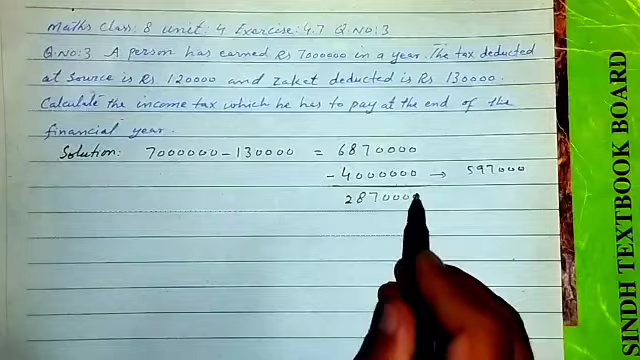 Maths Class: 8 unit: 4 Exercise: 4.7 Q.NO:3
Q.NO:3 A person has earned Rs 7000000 in a year. The tax deducted
at Source is Rs 120000 and Zaket deducted is Rs 130000.
Calculate the income tax which he has to pay at the end of the
financial year.
Solution: 7000000 - 130000 = 6870000
- 4000000 → 597000
2870000
SINDH TEXTBOOK BOARD